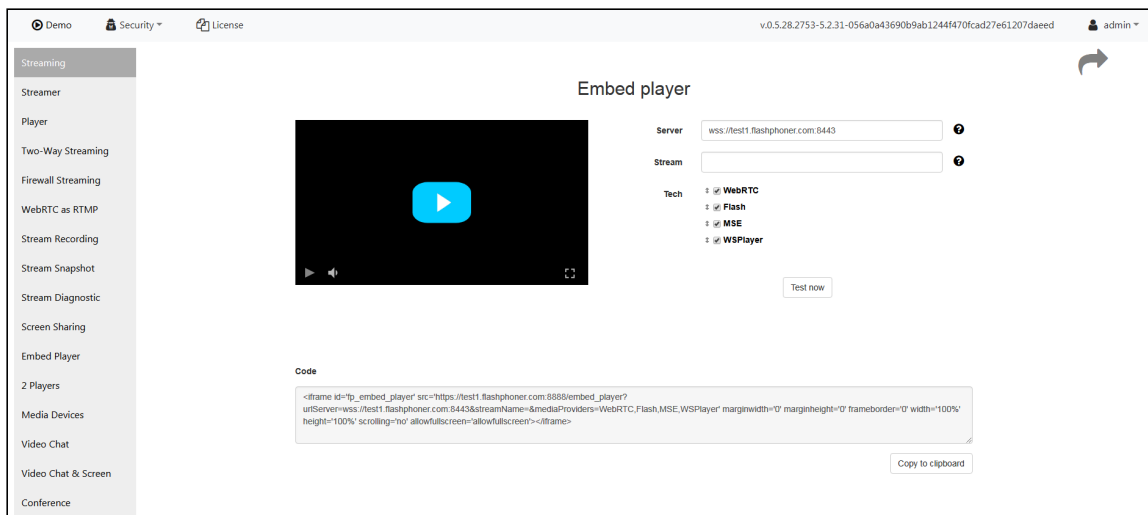 Demo Security License v.0.5.28.2753-5.2.31-056a0a43690b9ab1244f470fcad27e61207daeed admin
Streaming
Streamer
Player
Two-Way Streaming
Firewall Streaming
WebRTC as RTMP
Stream Recording
Stream Snapshot
Stream Diagnostic
Screen Sharing
Embed Player
2 Players
Media Devices
Video Chat
Video Chat & Screen
Conference
Embed player
Server wss://test1.flashphoner.com:8443
Stream
Tech WebRTC
Flash
MSE
WSPlayer
Test now
Code
<iframe id='fp_embed_player' src='https://test1.flashphoner.com:8888/embed_player?
urlServer=wss://test1.flashphoner.com:8443&streamName=&mediaProviders=WebRTC,Flash,MSE,WSPlayer' marginwidth='0' marginheight='0' frameborder='0' width='100%'
height='100%' scrolling='no' allowfullscreen='allowfullscreen'></iframe>
Copy to clipboard